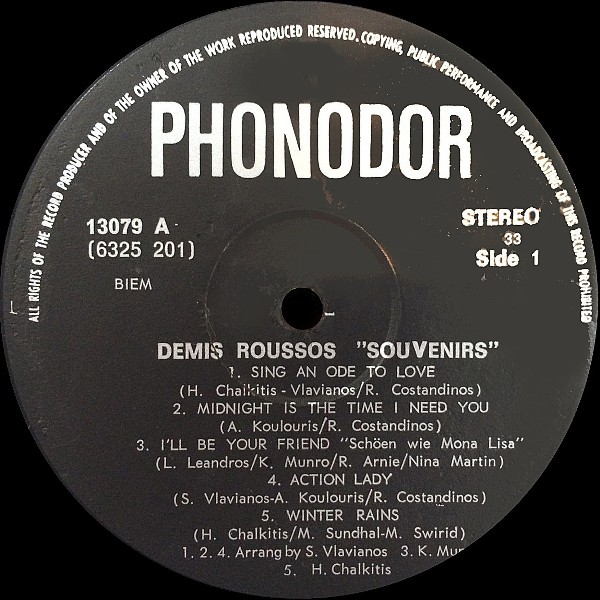 ALL RIGHTS OF THE RECORD PRODUCER AND OF THE OWNER OF THE WORK REPRODUCED RESERVED. COPYING, PUBLIC PERFORMANCE AND BROADCASTING OF THIS RECORD PROHIBITED
PHONODOR
13079 A
(6325 201)
BIEM
STEREO
33
Side 1
DEMIS ROUSSOS "SOUVENIRS"
1. SING AN ODE TO LOVE
(H. Chalkitis - Vlavianos/R. Costandinos)
2. MIDNIGHT IS THE TIME I NEED YOU
(A. Koulouris/R. Costandinos)
3. I'LL BE YOUR FRIEND "Schöen wie Mona Lisa"
(L. Leandros/K. Munro/R. Arnie/Nina Martin)
4. ACTION LADY
(S. Vlavianos-A. Koulouris/R. Costandinos)
5. WINTER RAINS
(H. Chalkitis/M. Sundhal-M. Swirid)
1. 2. 4. Arrang by S. Vlavianos 3. K.
5. H. Chalkitis